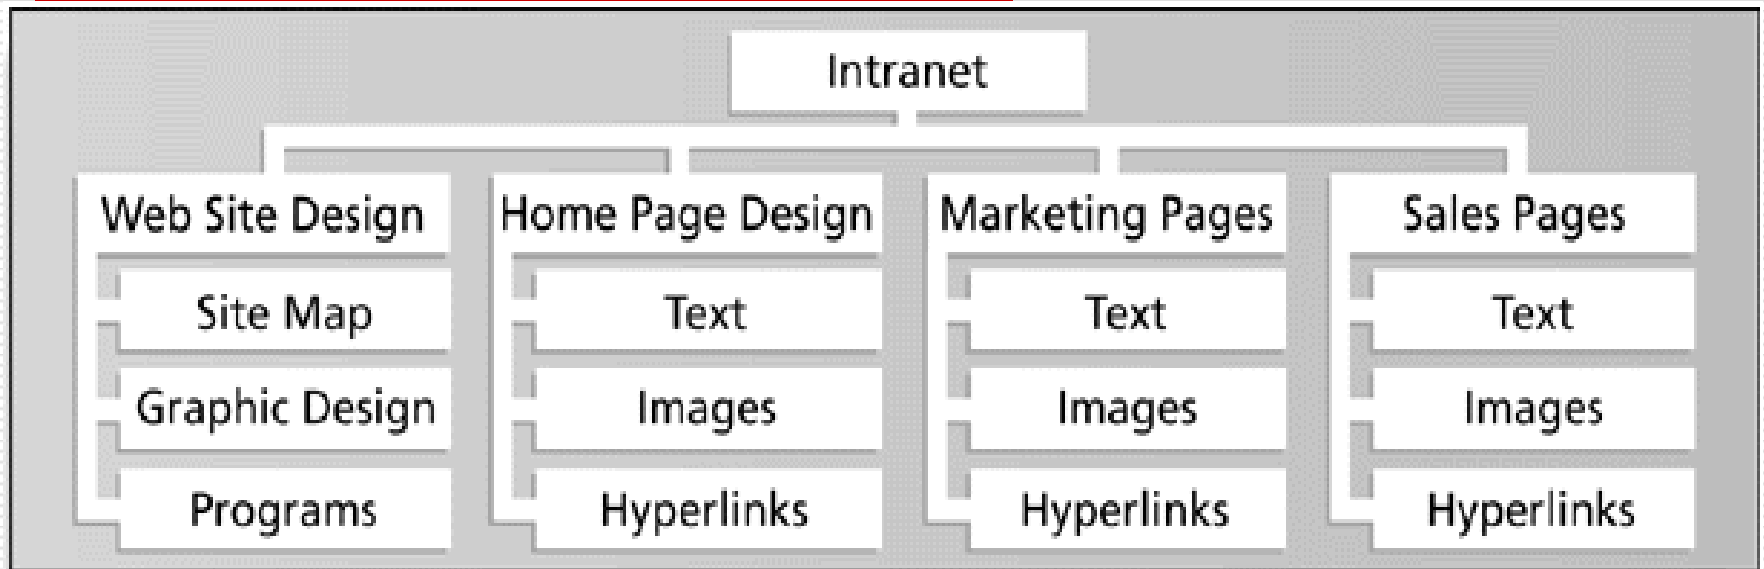 Intranet
Web Site Design
Site Map
Graphic Design
Programs
Home Page Design
Text
Images
Hyperlinks
Marketing Pages
Text
Images
Hyperlinks
Sales Pages
Text
Images
Hyperlinks